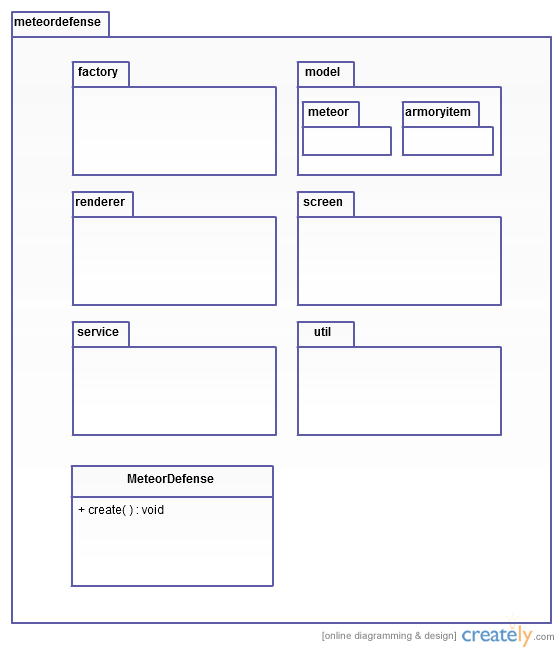 meteordefense
factory
model
meteor
armoryitem
renderer
screen
service
util
MeteorDefense
+ create( ) : void
[online diagramming & design] creately.com